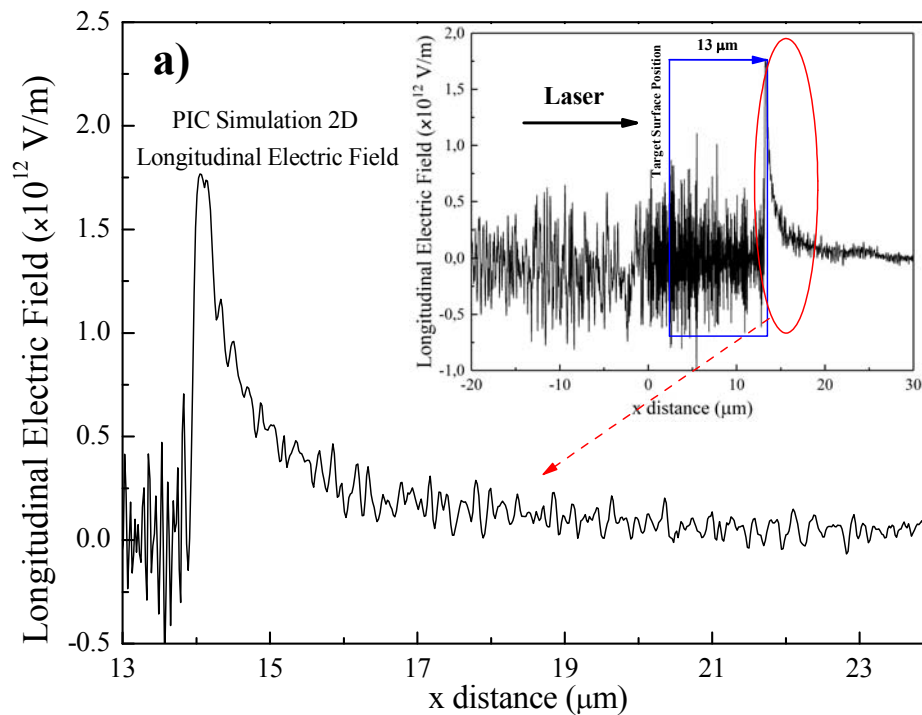 a)
PIC Simulation 2D
Longitudinal Electric Field
Longitudinal Electric Field (×10¹² V/m)
2.5
2.0
1.5
1.0
0.5
0.0
-0.5
13 15 17 19 21 23
x distance (μm)
13 μm
Laser
Target Surface Position
Longitudinal Electric Field (×10¹² V/m)
2,0
1,5
1,0
0,5
0,0
-0,5
-1,0
-20 -10 0 10 20 30
x distance (μm)